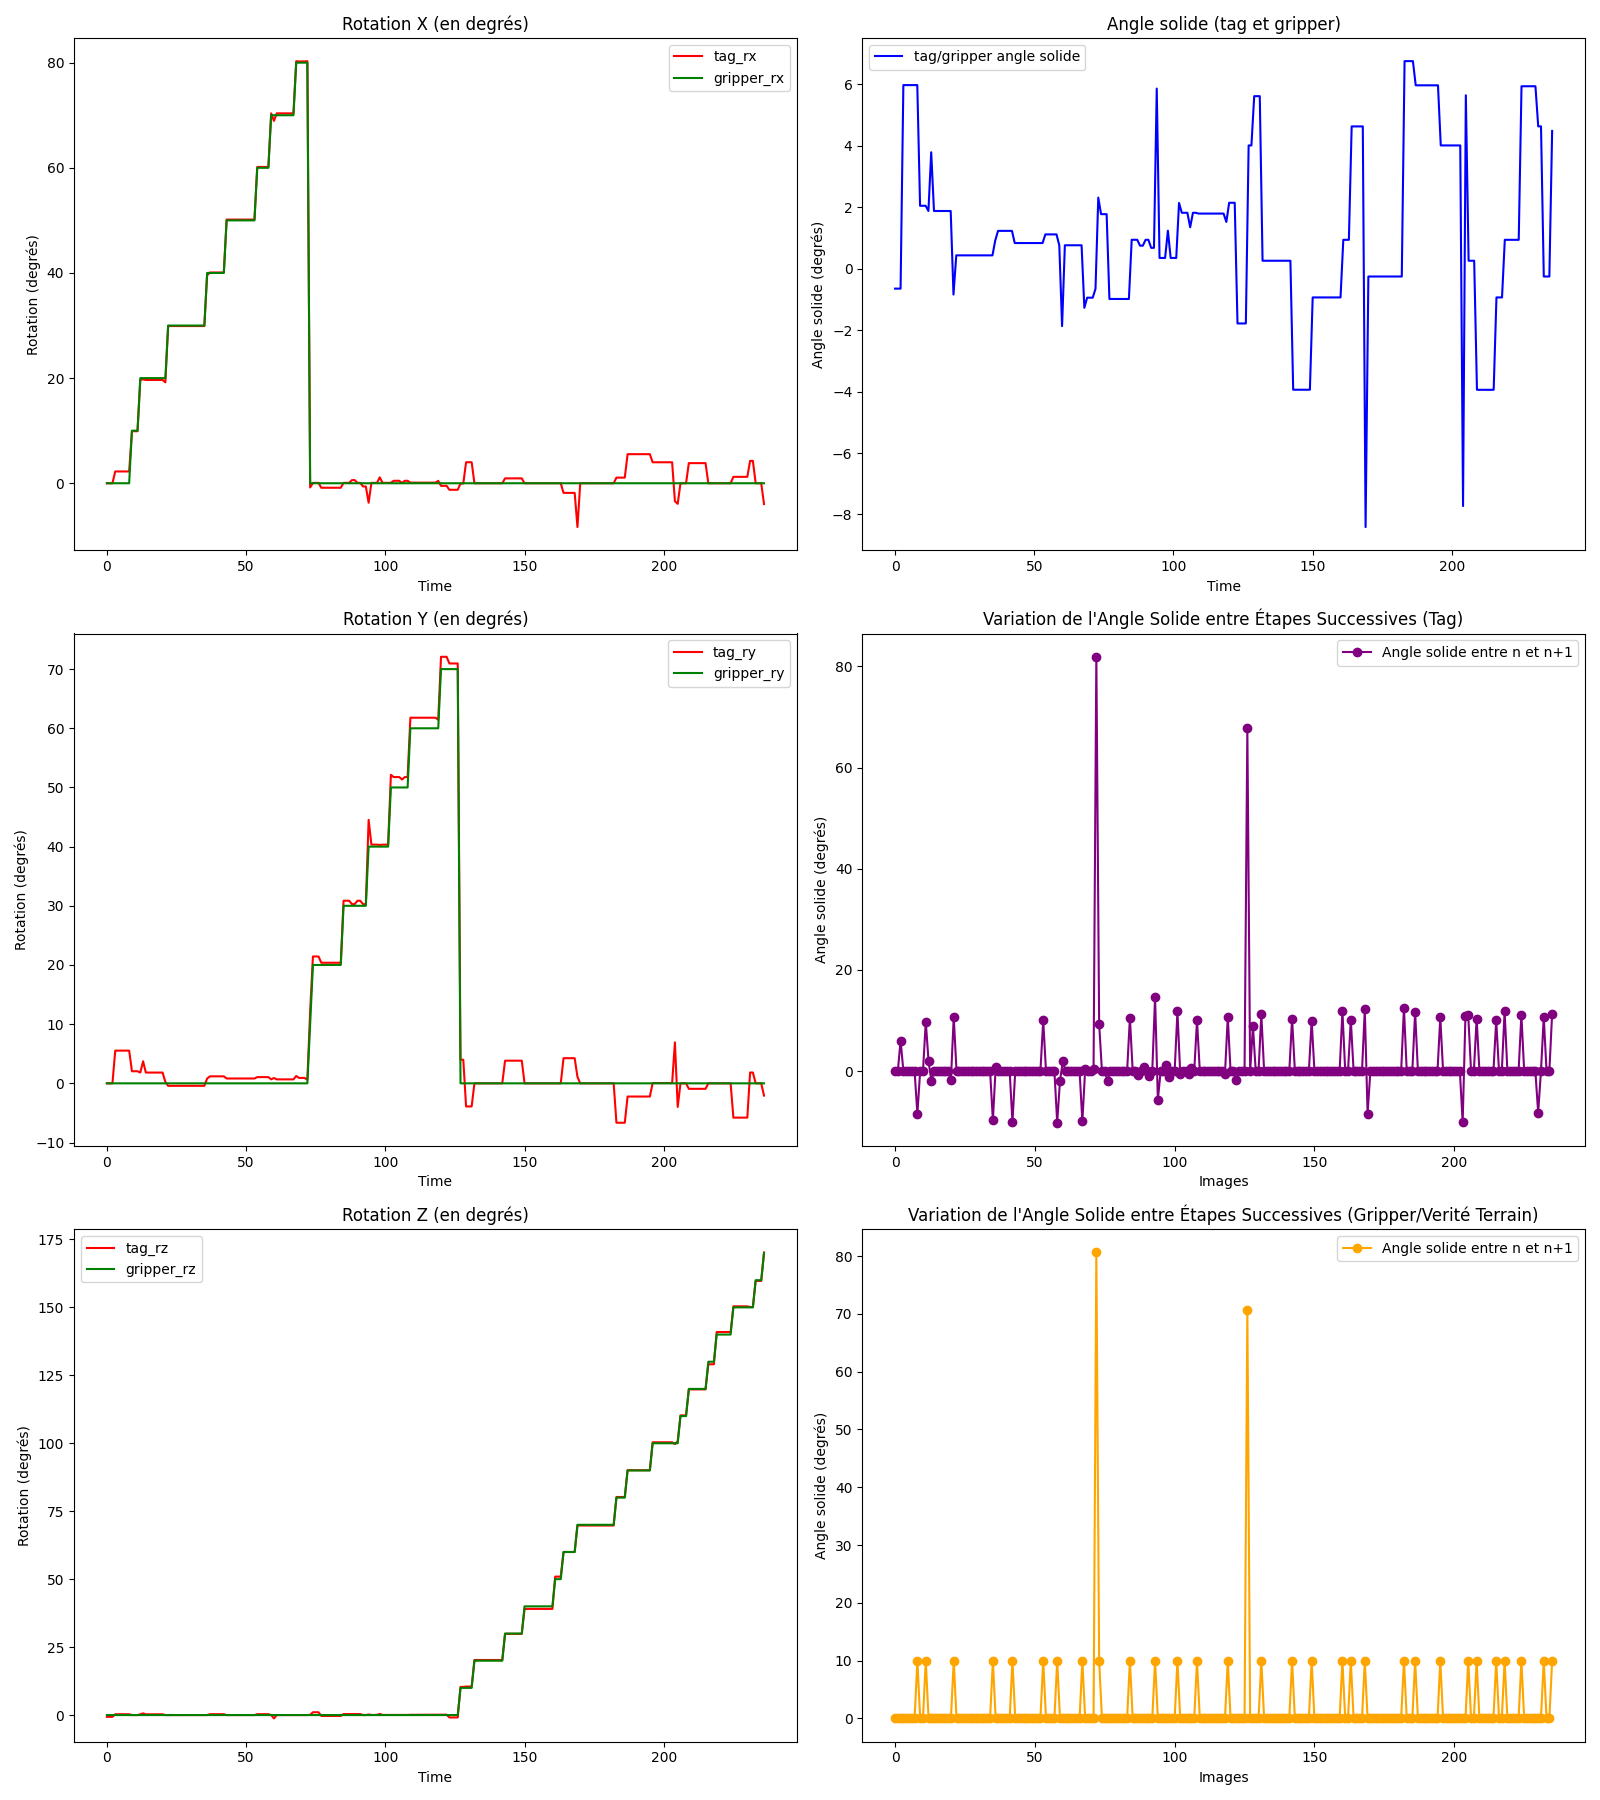 Rotation X (en degrés)
Rotation (degrés)
80
60
40
20
0
0 50 100 150 200
Time
tag_rx
gripper_rx
Angle solide (tag et gripper)
Angle solide (degrés)
6
4
2
0
−2
−4
−6
−8
0 50 100 150 200
Time
tag/gripper angle solide
Rotation Y (en degrés)
Rotation (degrés)
70
60
50
40
30
20
10
0
−10
0 50 100 150 200
Time
tag_ry
gripper_ry
Variation de l'Angle Solide entre Étapes Successives (Tag)
Angle solide (degrés)
80
60
40
20
0
0 50 100 150 200
Images
Angle solide entre n et n+1
Rotation Z (en degrés)
Rotation (degrés)
175
150
125
100
75
50
25
0
0 50 100 150 200
Time
tag_rz
gripper_rz
Variation de l'Angle Solide entre Étapes Successives (Gripper/Verité Terrain)
Angle solide (degrés)
80
70
60
50
40
30
20
10
0
0 50 100 150 200
Images
Angle solide entre n et n+1